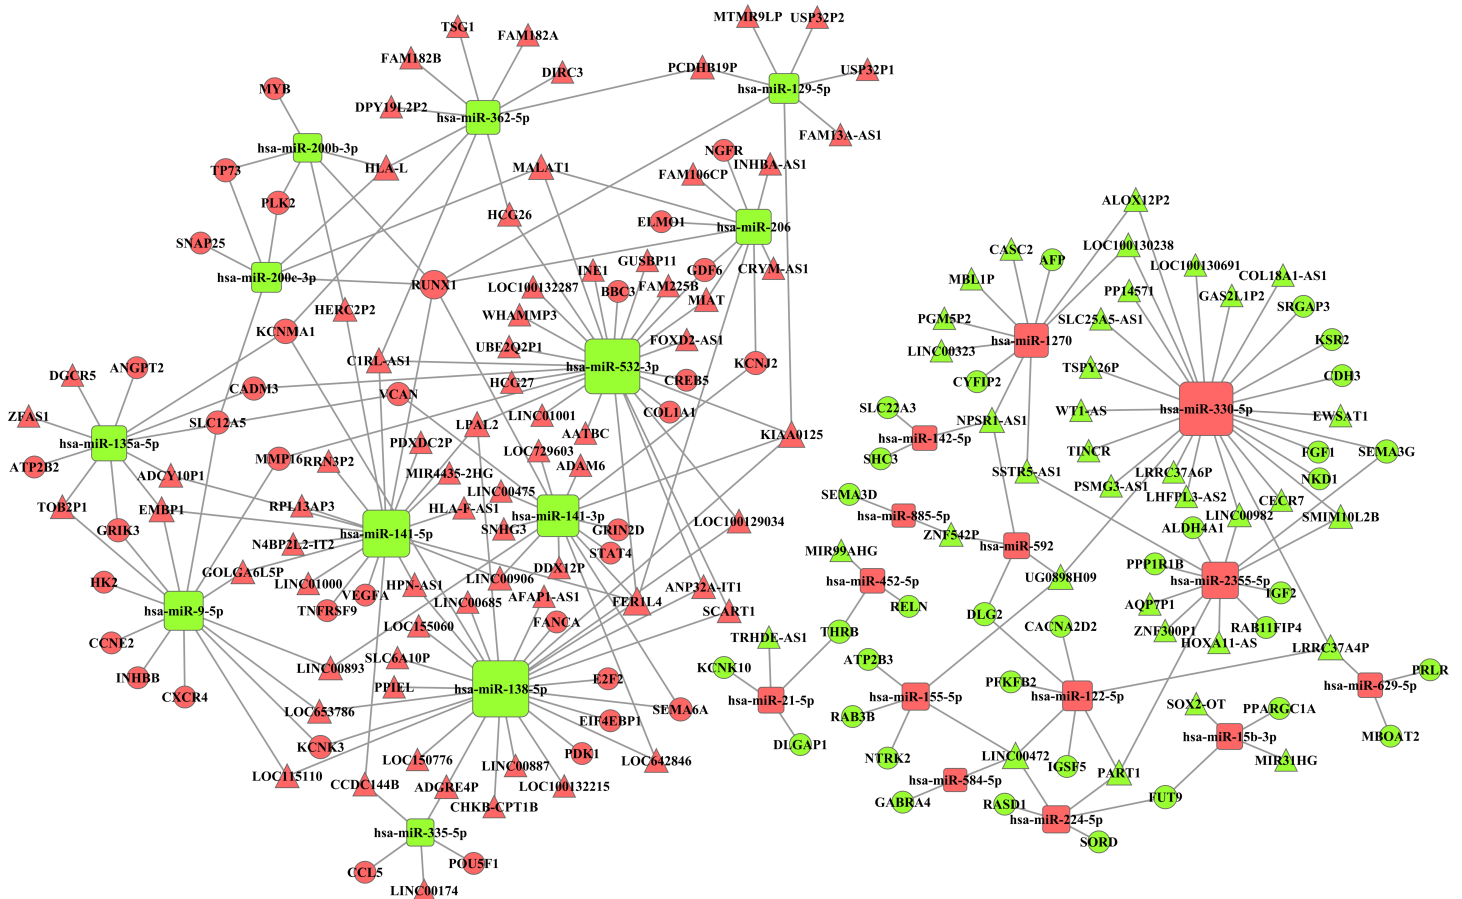 MTMR9LP
USP32P2
TSG1
FAM182A
FAM182B
DIRC3
PCDHB19P
USP32P1
MYB
hsa-miR-129-5p
DPY19L2P2
hsa-miR-362-5p
FAM13A-AS1
hsa-miR-200b-3p
NGFR
INHBA-AS1
TP73
HLA-L
MALAT1
FAM106CP
PLK2
HCG26
ELMO1
hsa-miR-206
SNAP25
hsa-miR-200c-3p
RUNX1
INE1
GUSBP11
GDF6
CRYM-AS1
LOC100132287
BBC3
FAM225B
MIAT
HERC2P2
WHAMMP3
KCNMA1
UBE2Q2P1
FOXD2-AS1
C1RL-AS1
hsa-miR-532-3p
KCNJ2
DGCR5
ANGPT2
CADM3
VCAN
HCG27
CREB5
ZFAS1
SLC12A5
LINC01001
COL1A1
hsa-miR-135a-5p
LPAL2
AATBC
KIAA0125
PDXDC2P
LOC729603
ATP2B2
MMP16
RRN3P2
ADAM6
ADCY10P1
MIR4435-2HG
LINC00475
TOB2P1
EMBP1
RPL13AP3
HLA-F-AS1
hsa-miR-141-3p
LOC100129034
GRIK3
hsa-miR-141-5p
SNHG3
GRIN2D
N4BP2L2-IT2
STAT4
GOLGA6L5P
DDX12P
HK2
LINC01000
HPN-AS1
LINC00906
ANP32A-IT1
VEGFA
AFAP1-AS1
hsa-miR-9-5p
TNFRSF9
LINC00685
FER1L4
SCART1
LOC155060
FANCA
CCNE2
SLC6A10P
INHBB
LINC00893
E2F2
CXCR4
PPIEL
hsa-miR-138-5p
LOC653786
SEMA6A
EIF4EBP1
KCNK3
PDK1
LOC150776
LINC00887
LOC642846
LOC115110
CCDC144B
ADGRE4P
LOC100132215
CHKB-CPT1B
hsa-miR-335-5p
CCL5
POU5F1
LINC00174
ALOX12P2
CASC2
AFP
LOC100130238
LOC100130691
COL18A1-AS1
MBL1P
PP14571
GAS2L1P2
SRGAP3
PGM5P2
SLC25A5-AS1
hsa-miR-1270
KSR2
LINC00323
TSPY26P
CYFIP2
CDH3
SLC22A3
WT1-AS
hsa-miR-330-5p
EWSAT1
NPSR1-AS1
hsa-miR-142-5p
TINCR
FGF1
SEMA3G
SHC3
SSTR5-AS1
LRRC37A6P
NKD1
PSMG3-AS1
LHFPL3-AS2
CECR7
SEMA3D
LINC00982
SMIM10L2B
hsa-miR-885-5p
ALDH4A1
ZNF542P
hsa-miR-592
MIR99AHG
PPP1R1B
hsa-miR-452-5p
UG0898H09
hsa-miR-2355-5p
IGF2
RELN
AQP7P1
DLG2
RAB11FIP4
THRB
CACNA2D2
ZNF300P1
HOXA11-AS
TRHDE-AS1
LRRC37A4P
KCNK10
ATP2B3
PRLR
PFKFB2
hsa-miR-629-5p
hsa-miR-21-5p
hsa-miR-155-5p
hsa-miR-122-5p
SOX2-OT
PPARGC1A
RAB3B
MBOAT2
DLGAP1
hsa-miR-15b-3p
NTRK2
LINC00472
IGSF5
MIR31HG
hsa-miR-584-5p
PART1
GABRA4
RASD1
FUT9
hsa-miR-224-5p
SORD